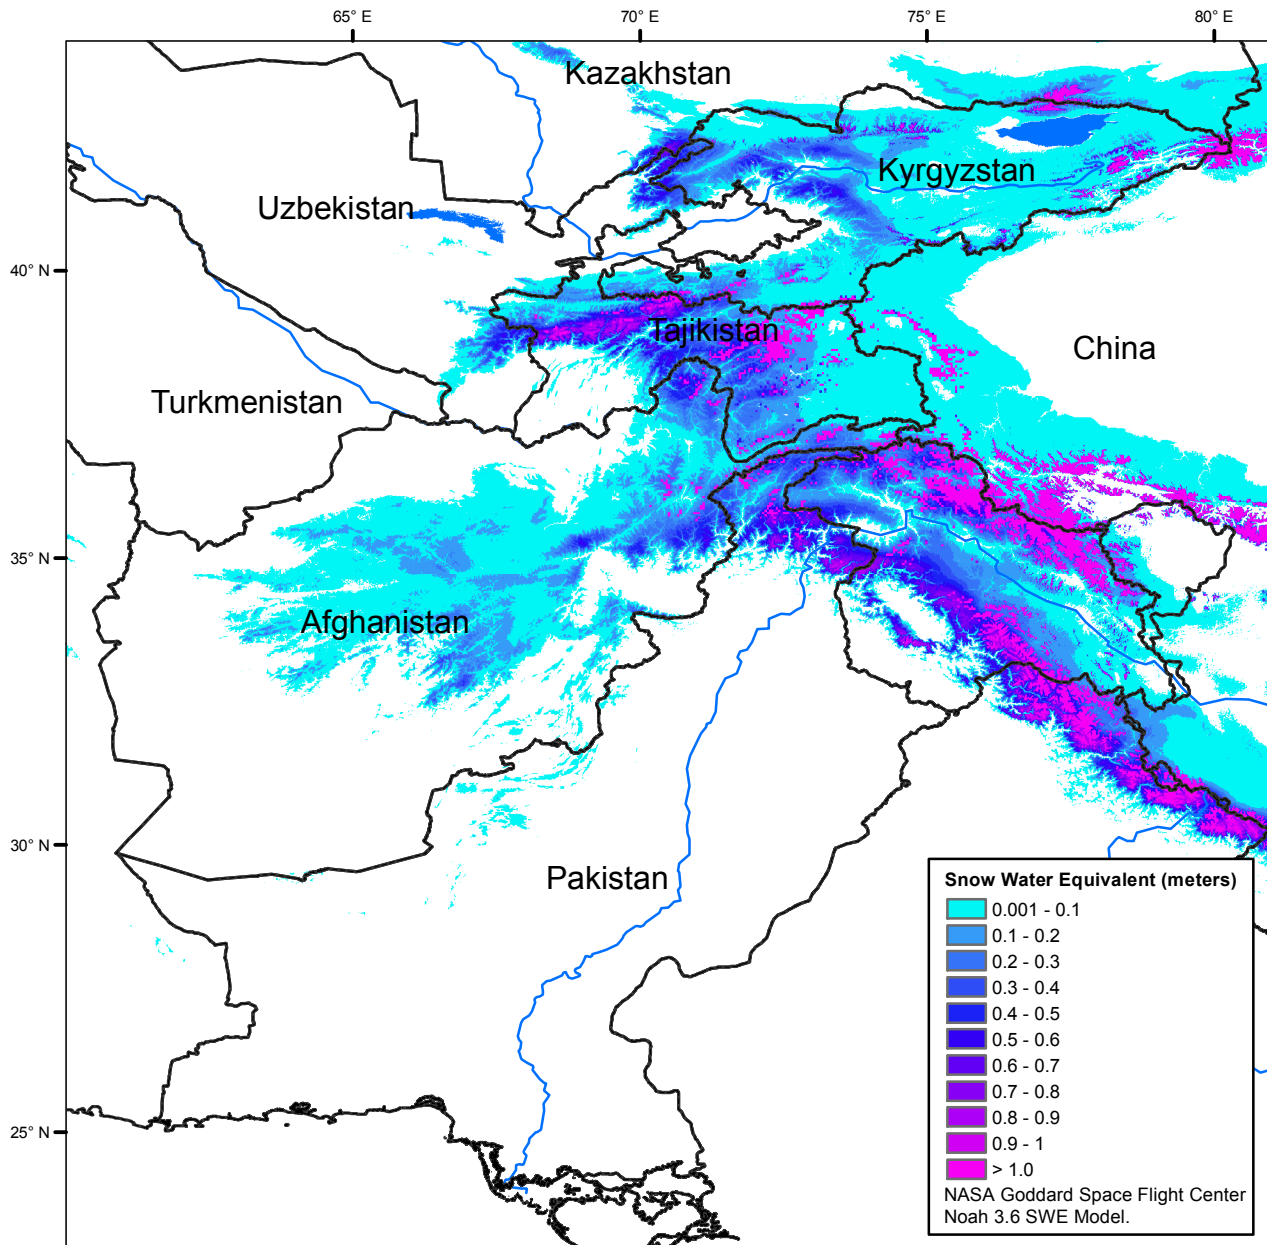 65° E
70° E
75° E
80° E
Kazakhstan
Kyrgyzstan
Uzbekistan
40° N
Tajikistan
China
Turkmenistan
35° N
Afghanistan
30° N
Pakistan
25° N
Snow Water Equivalent (meters)
0.001 - 0.1
0.1 - 0.2
0.2 - 0.3
0.3 - 0.4
0.4 - 0.5
0.5 - 0.6
0.6 - 0.7
0.7 - 0.8
0.8 - 0.9
0.9 - 1
> 1.0
NASA Goddard Space Flight Center
Noah 3.6 SWE Model.